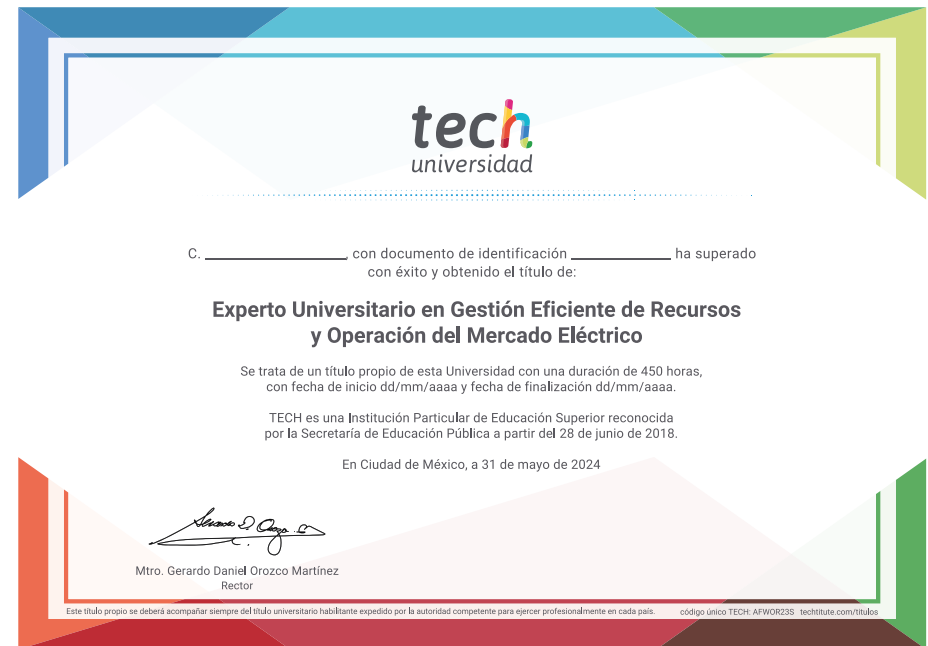 tech
universidad
C. ____________________, con documento de identificación ______________ ha superado
con éxito y obtenido el título de:
Experto Universitario en Gestión Eficiente de Recursos
y Operación del Mercado Eléctrico
Se trata de un título propio de esta Universidad con una duración de 450 horas,
con fecha de inicio dd/mm/aaaa y fecha de finalización dd/mm/aaaa.
TECH es una Institución Particular de Educación Superior reconocida
por la Secretaría de Educación Pública a partir del 28 de junio de 2018.
En Ciudad de México, a 31 de mayo de 2024
Mtro. Gerardo Daniel Orozco Martínez
Rector
Este título propio se deberá acompañar siempre del título universitario habilitante expedido por la autoridad competente para ejercer profesionalmente en cada país. código único TECH: AFWOR23S techtitute.com/titulos